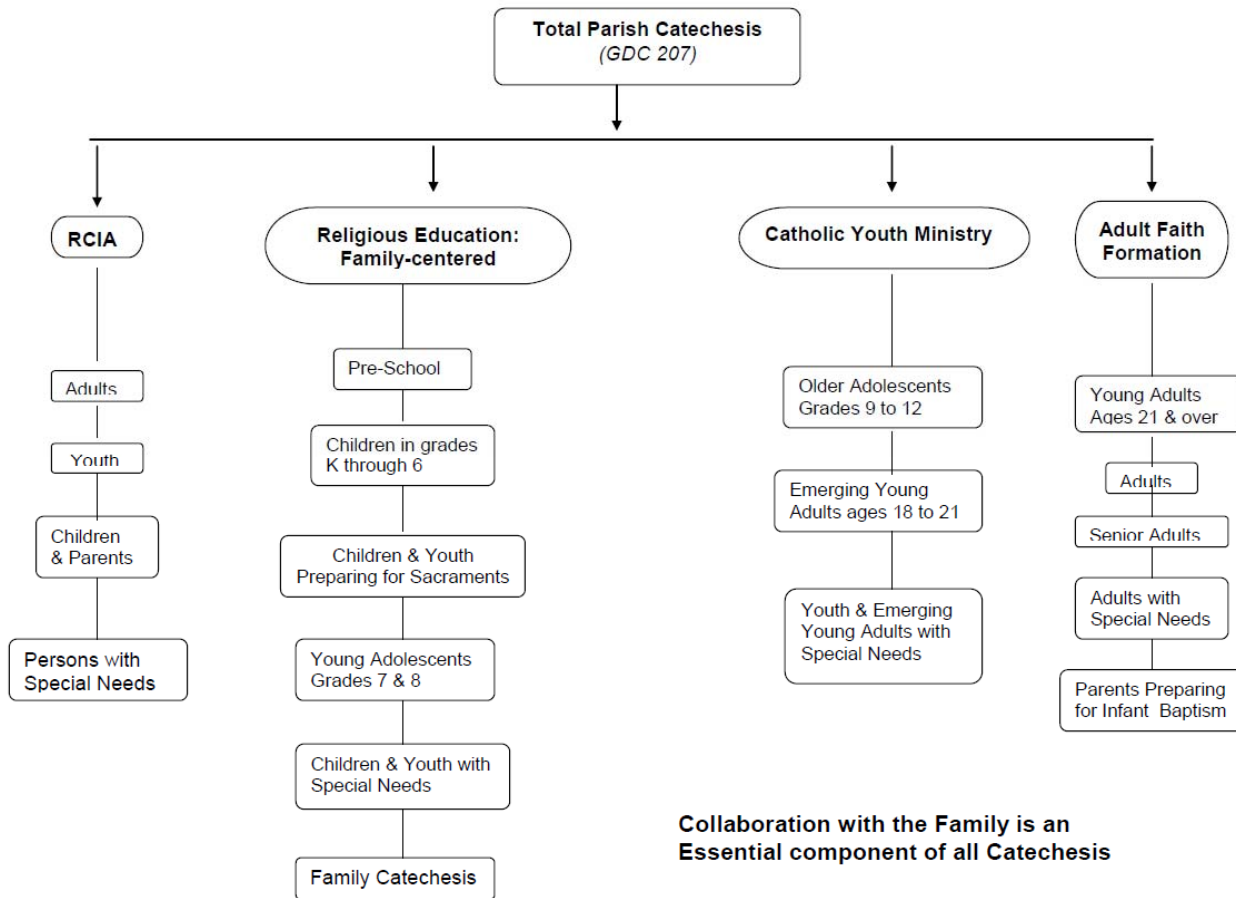 Total Parish Catechesis
(GDC 207)
RCIA
Religious Education:
Family-centered
Catholic Youth Ministry
Adult Faith
Formation
Adults
Youth
Children
& Parents
Persons with
Special Needs
Pre-School
Children in grades
K through 6
Children & Youth
Preparing for Sacraments
Young Adolescents
Grades 7 & 8
Children & Youth with
Special Needs
Family Catechesis
Older Adolescents
Grades 9 to 12
Emerging Young
Adults ages 18 to 21
Youth & Emerging
Young Adults with
Special Needs
Young Adults
Ages 21 & over
Adults
Senior Adults
Adults with
Special Needs
Parents Preparing
for Infant Baptism
Collaboration with the Family is an
Essential component of all Catechesis